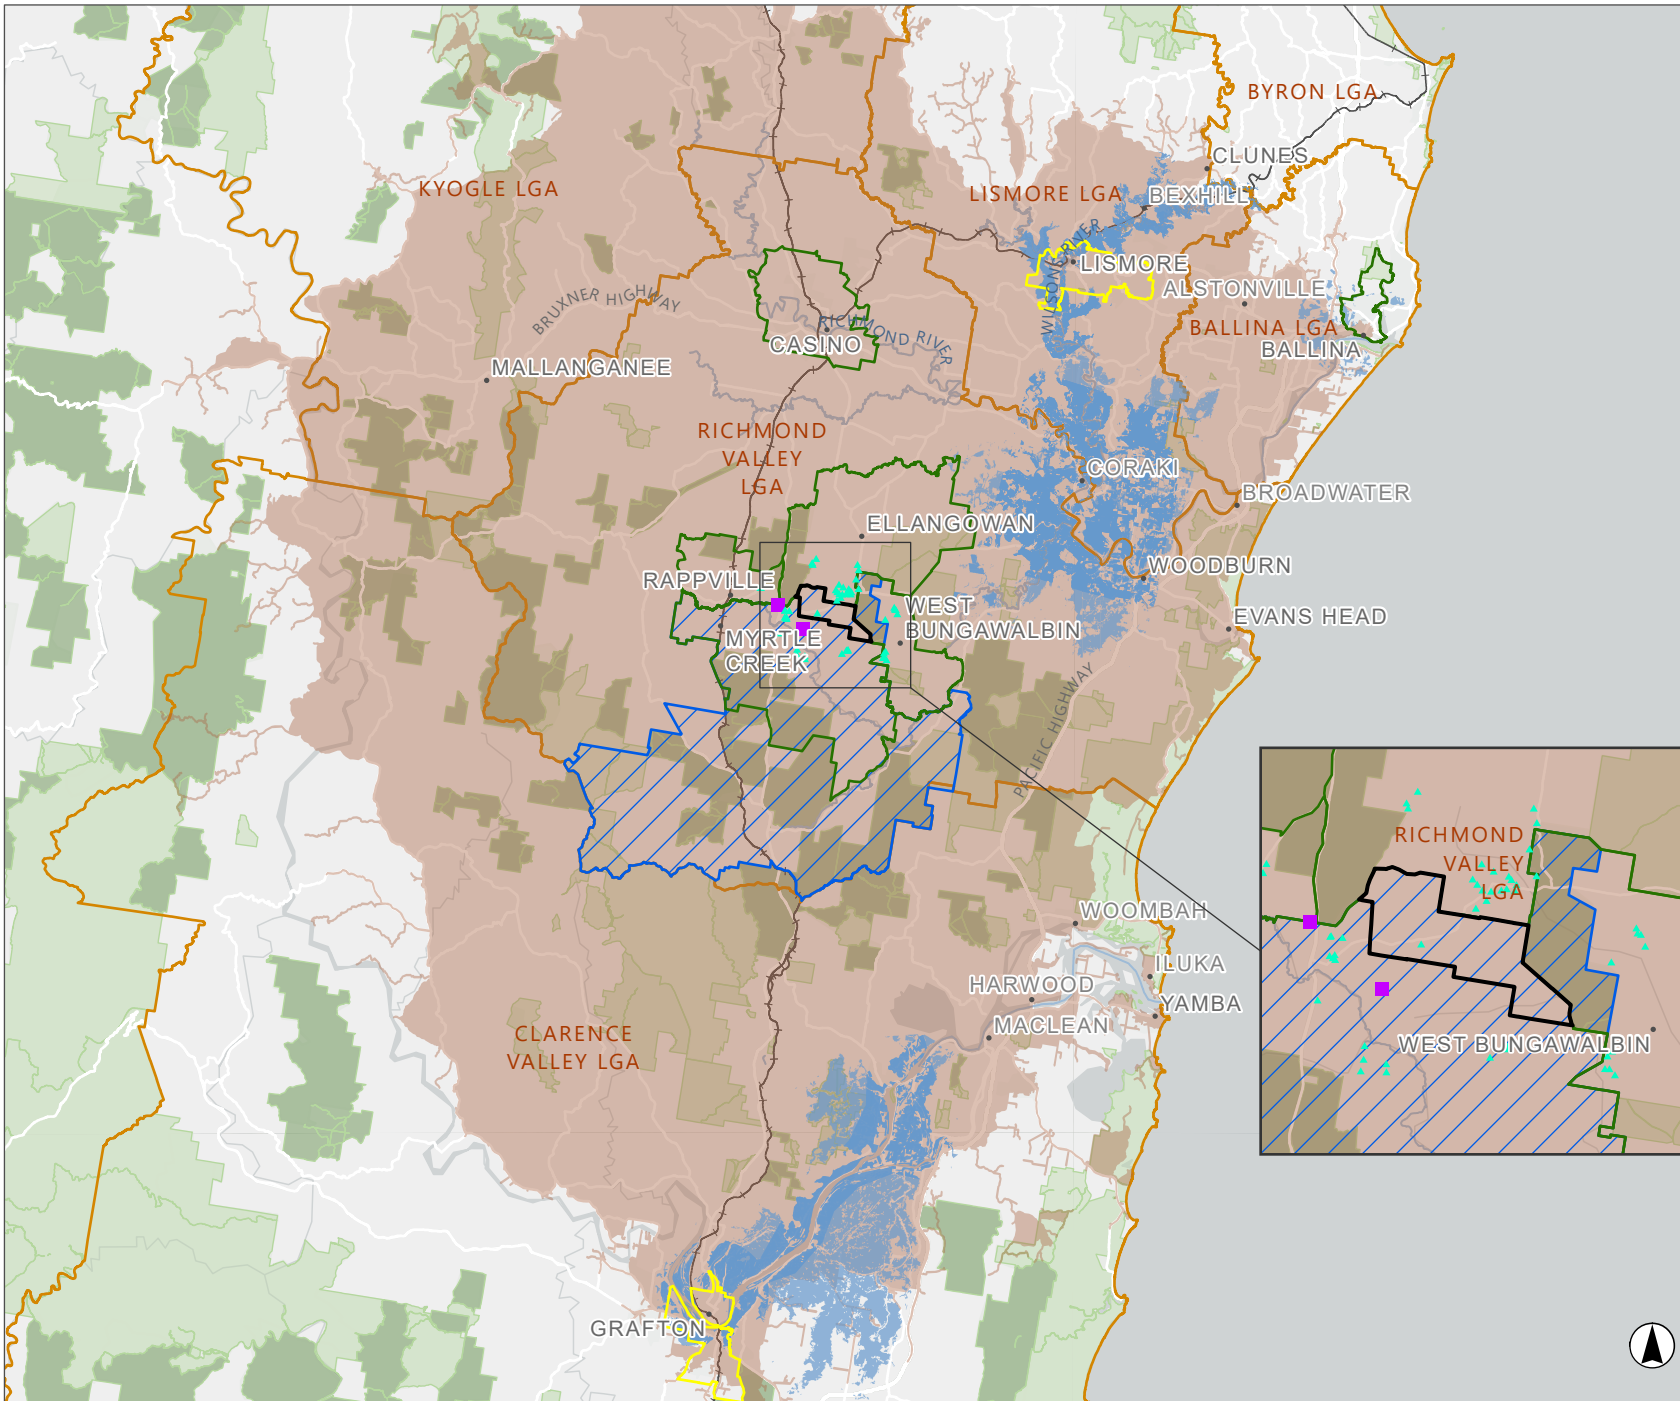 BYRON LGA
CLUNES
KYOGLE LGA
LISMORE LGA
BEXHILL
WILSONS RIVER
LISMORE
ALSTONVILLE
BRUXNER HIGHWAY
RICHMOND RIVER
BALLINA LGA
CASINO
BALLINA
MALLANGANEE
RICHMOND
VALLEY
LGA
CORAKI
BROADWATER
ELLANGOWAN
WOODBURN
RAPPVILLE
WEST
BUNGAWALBIN
EVANS HEAD
MYRTLE
CREEK
PACIFIC HIGHWAY
RICHMOND
VALLEY
LGA
WOOMBAH
ILUKA
HARWOOD
YAMBA
MACLEAN
CLARENCE
VALLEY LGA
WEST BUNGAWALBIN
GRAFTON